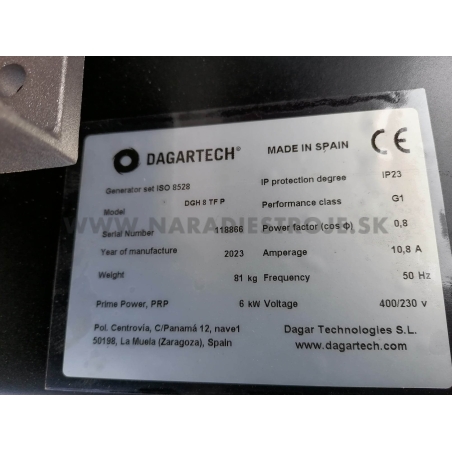 DAGARTECH®
MADE IN SPAIN CE
Generator set ISO 8528
IP protection degree IP23
Model DGH 8 TF P
Performance class G1
WWW.NARADIESTROJE.SK
Serial Number 118866
Power factor (cos ϕ) 0,8
Year of manufacture 2023
Amperage 10,8 A
Weight 81 kg
Frequency 50 Hz
Prime Power, PRP 6 kW
Voltage 400/230 v
Pol. Centrovía, C/Panamá 12, nave1
50198, La Muela (Zaragoza), Spain
Dagar Technologies S.L.
www.dagartech.com